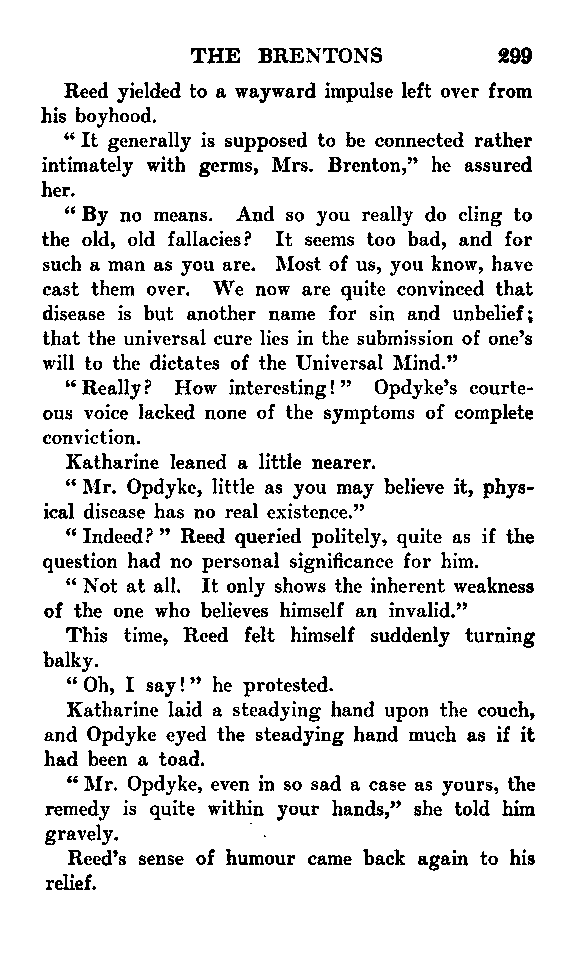 THE BRENTONS 299
Reed yielded to a wayward impulse left over from
his boyhood.
“ It generally is supposed to be connected rather
intimately with germs, Mrs. Brenton,” he assured
her.
“ By no means. And so you really do cling to
the old, old fallacies? It seems too bad, and for
such a man as you are. Most of us, you know, have
cast them over. We now are quite convinced that
disease is but another name for sin and unbelief;
that the universal cure lies in the submission of one’s
will to the dictates of the Universal Mind.”
“ Really? How interesting! ” Opdyke’s courte-
ous voice lacked none of the symptoms of complete
conviction.
Katharine leaned a little nearer.
“ Mr. Opdyke, little as you may believe it, phys-
ical disease has no real existence.”
“ Indeed? ” Reed queried politely, quite as if the
question had no personal significance for him.
“ Not at all. It only shows the inherent weakness
of the one who believes himself an invalid.”
This time, Reed felt himself suddenly turning
balky.
“ Oh, I say! ” he protested.
Katharine laid a steadying hand upon the couch,
and Opdyke eyed the steadying hand much as if it
had been a toad.
“ Mr. Opdyke, even in so sad a case as yours, the
remedy is quite within your hands,” she told him
gravely.
Reed’s sense of humour came back again to his
relief.